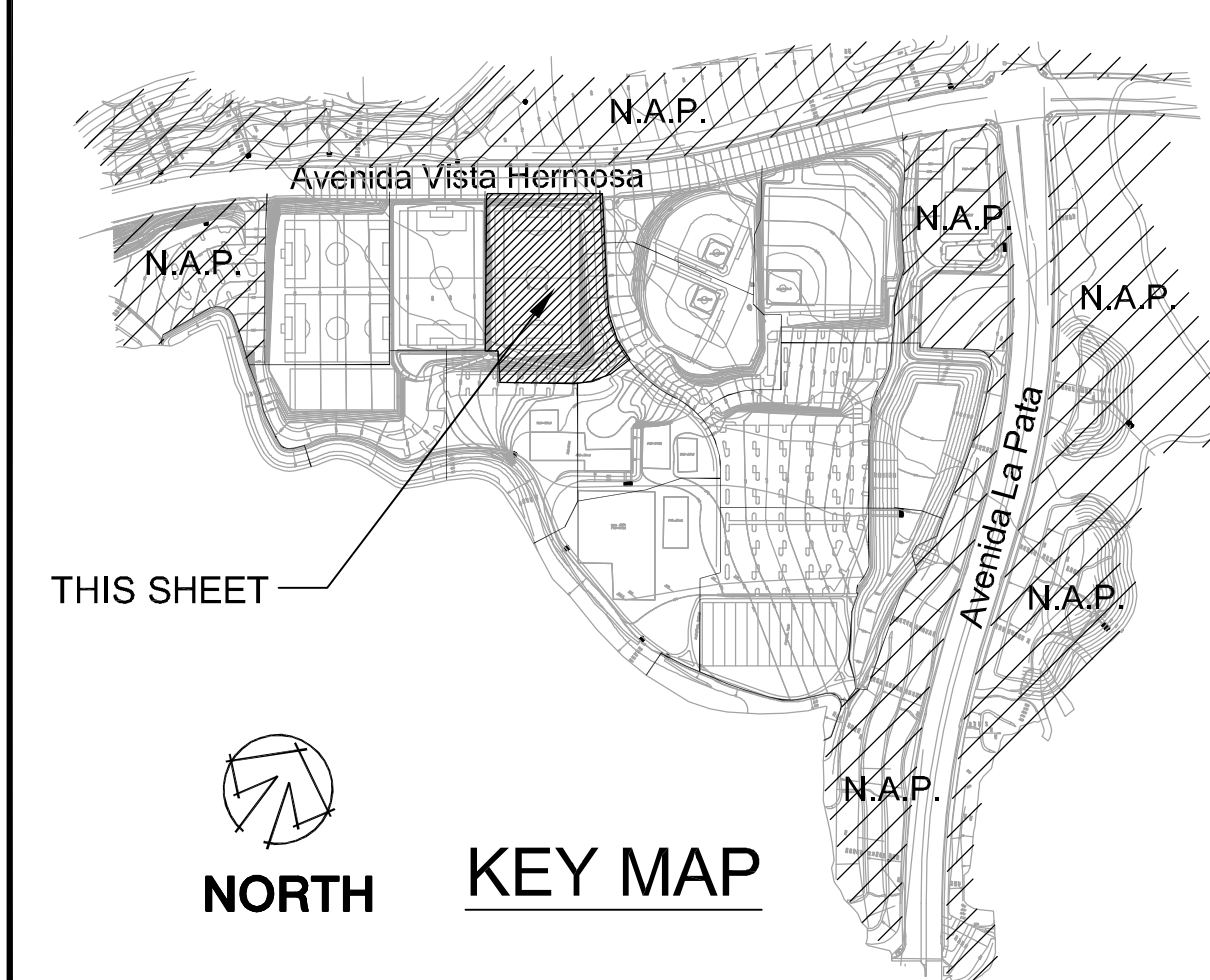 N.A.P.
Avenida Vista Hermosa
N.A.P.
N.A.P.
N.A.P.
Avenida La Pata
THIS SHEET
N.A.P.
N.A.P.
NORTH
KEY MAP